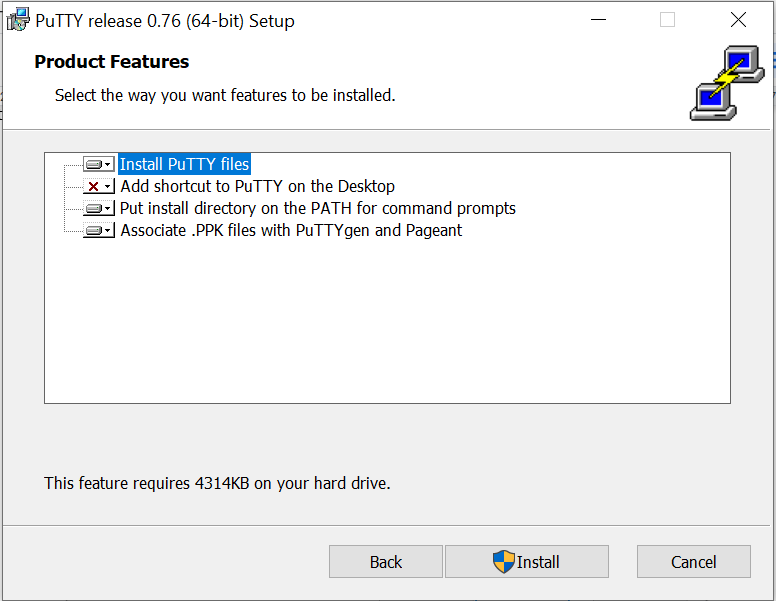 PuTTY release 0.76 (64-bit) Setup
Product Features
Select the way you want features to be installed.
Install PuTTY files
Add shortcut to PuTTY on the Desktop
Put install directory on the PATH for command prompts
Associate .PPK files with PuTTYgen and Pageant
This feature requires 4314KB on your hard drive.
Back
Install
Cancel